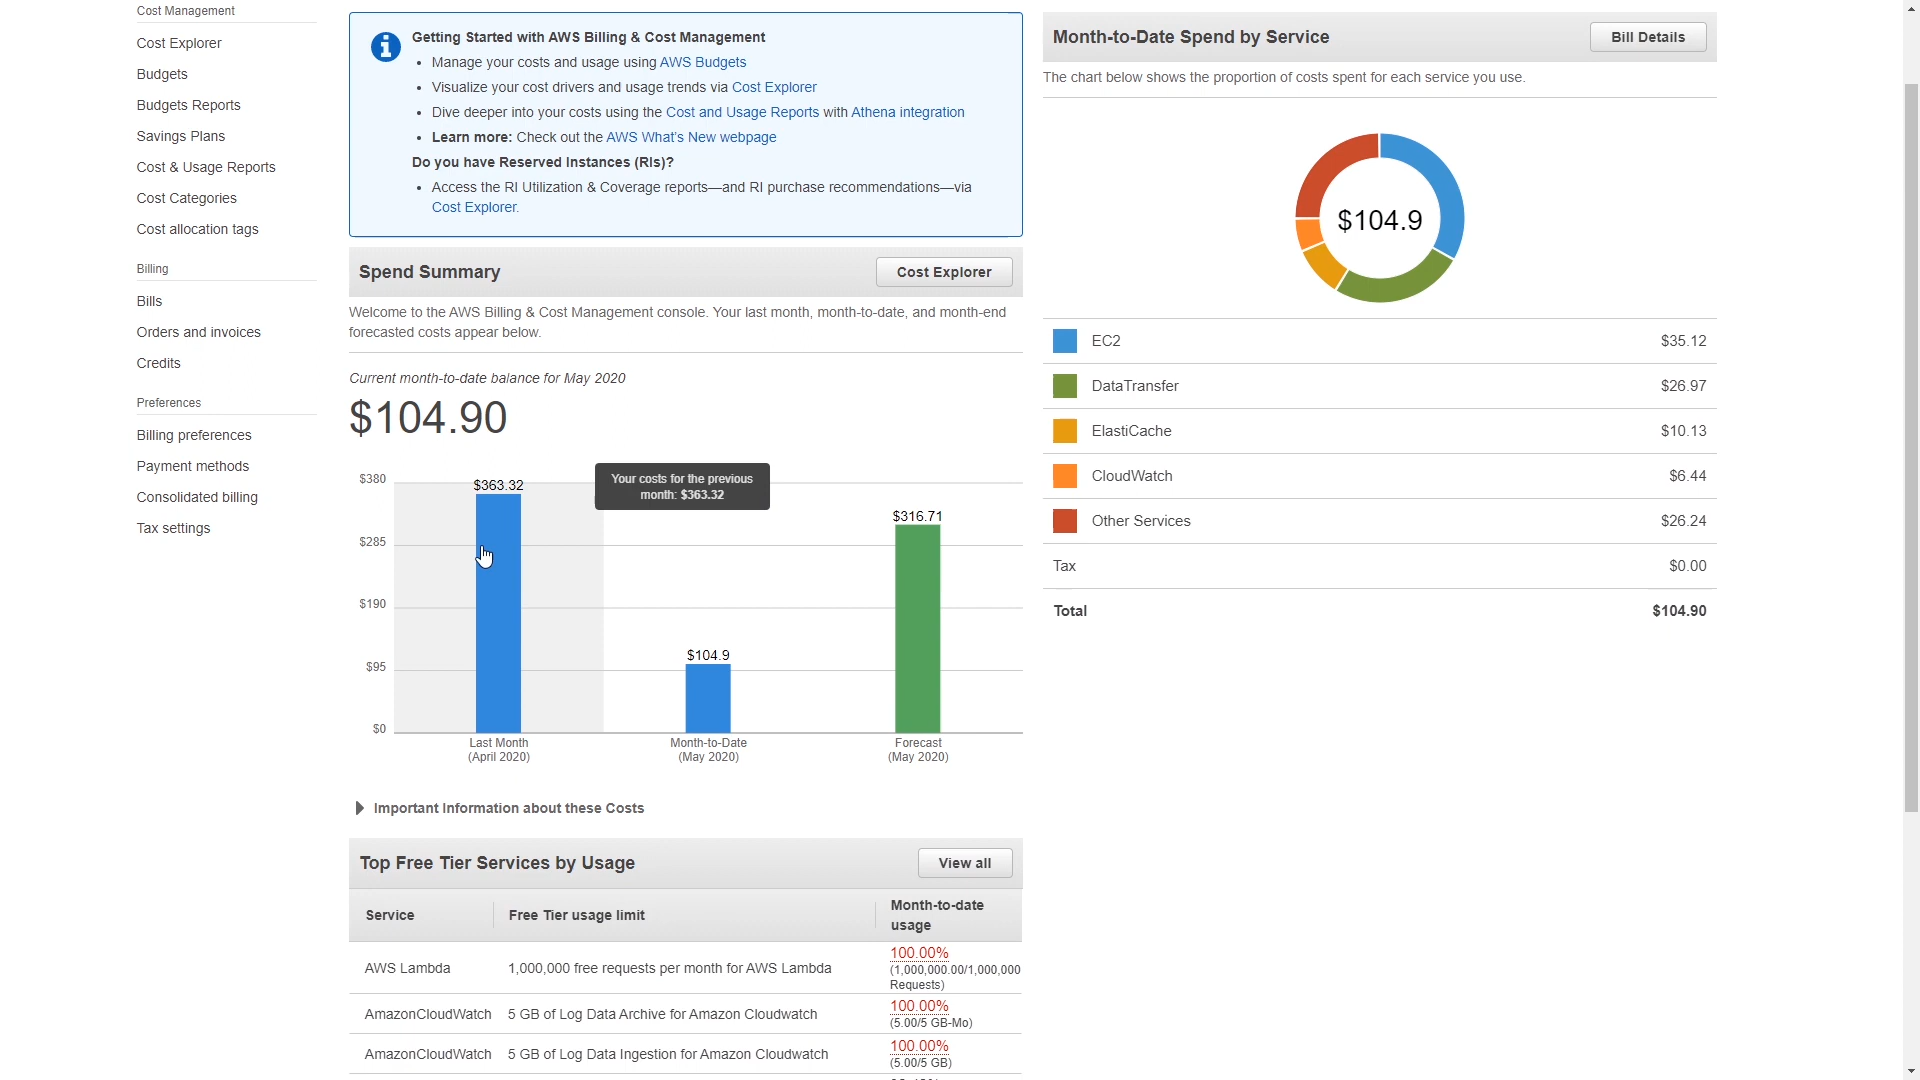 Cost Management
Cost Explorer
Budgets
Budgets Reports
Savings Plans
Cost & Usage Reports
Cost Categories
Cost allocation tags
Billing
Bills
Orders and invoices
Credits
Preferences
Billing preferences
Payment methods
Consolidated billing
Tax settings
Getting Started with AWS Billing & Cost Management
• Manage your costs and usage using AWS Budgets
• Visualize your cost drivers and usage trends via Cost Explorer
• Dive deeper into your costs using the Cost and Usage Reports with Athena integration
• Learn more: Check out the AWS What's New webpage
Do you have Reserved Instances (RIs)?
• Access the RI Utilization & Coverage reports—and RI purchase recommendations—via
Cost Explorer.
Spend Summary
Cost Explorer
Welcome to the AWS Billing & Cost Management console. Your last month, month-to-date, and month-end
forecasted costs appear below.
Current month-to-date balance for May 2020
$104.90
$380
$285
$190
$95
$0
$363.32
Your costs for the previous
month: $363.32
$104.9
$316.71
Last Month
(April 2020)
Month-to-Date
(May 2020)
Forecast
(May 2020)
Important Information about these Costs
Top Free Tier Services by Usage
View all
Service
Free Tier usage limit
Month-to-date
usage
AWS Lambda
1,000,000 free requests per month for AWS Lambda
100.00%
(1,000,000.00/1,000,000
Requests)
AmazonCloudWatch
5 GB of Log Data Archive for Amazon Cloudwatch
100.00%
(5.00/5 GB-Mo)
AmazonCloudWatch
5 GB of Log Data Ingestion for Amazon Cloudwatch
100.00%
(5.00/5 GB)
Month-to-Date Spend by Service
Bill Details
The chart below shows the proportion of costs spent for each service you use.
$104.9
EC2 $35.12
DataTransfer $26.97
ElastiCache $10.13
CloudWatch $6.44
Other Services $26.24
Tax $0.00
Total $104.90